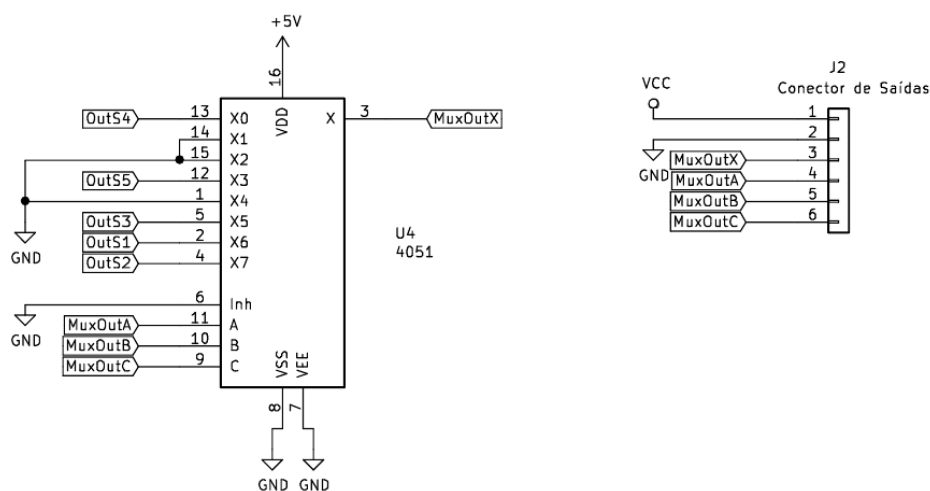 +5V
16
VDD
OutS4 13 X0
14 X1
15 X2
OutS5 12 X3
1 X4
OutS3 5 X5
OutS1 2 X6
OutS2 4 X7
GND
X 3 MuxOutX
U4
4051
6 Inh
GND
MuxOutA 11 A
MuxOutB 10 B
MuxOutC 9 C
VSS VEE
8 7
GND GND
J2
Conector de Saídas
VCC
1
2
GND
MuxOutX 3
MuxOutA 4
MuxOutB 5
MuxOutC 6